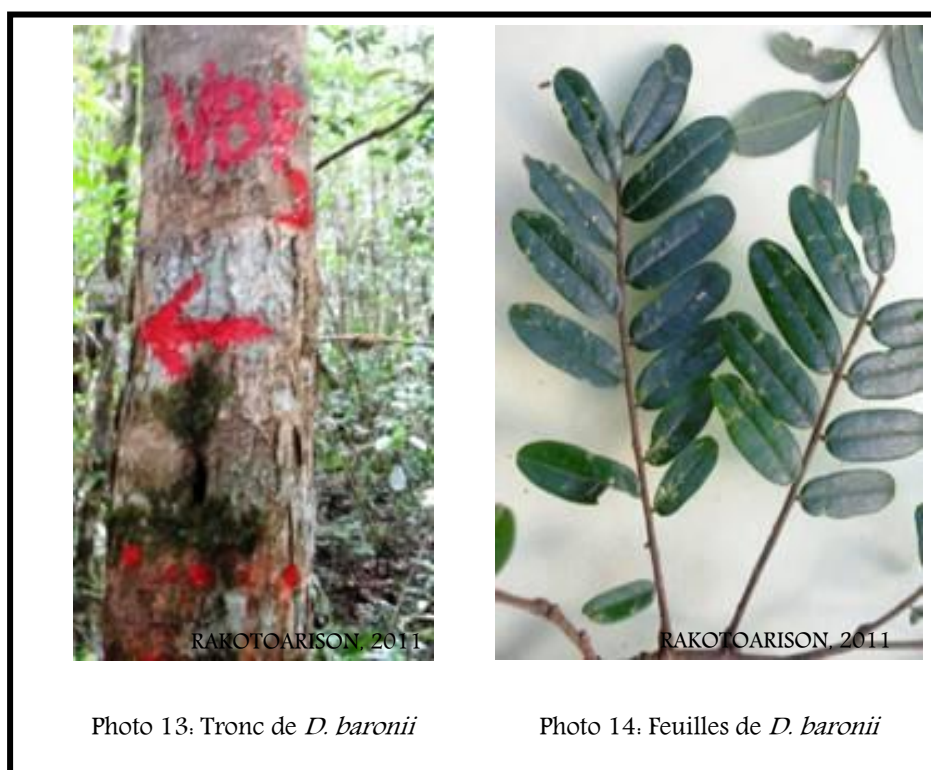 VBF
RAKOTOARISON, 2011
RAKOTOARISON, 2011
Photo 13: Tronc de D. baronii
Photo 14: Feuilles de D. baronii